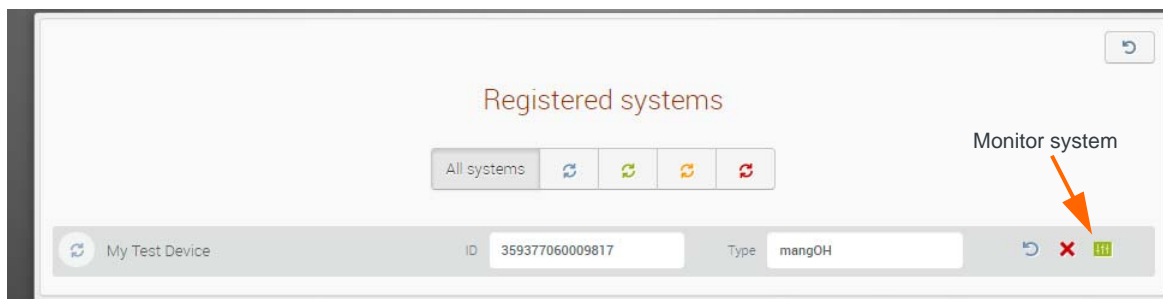 Registered systems
Monitor system
All systems
My Test Device ID 359377060009817 Type mangOH